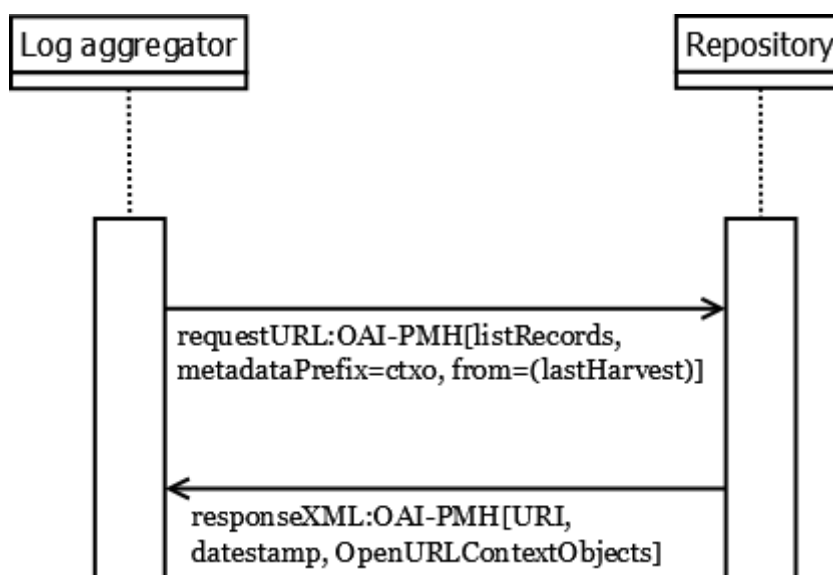 Log aggregator
Repository
requestURL:OAI-PMH[listRecords,
metadataPrefix=ctxo, from=(lastHarvest)]
responseXML:OAI-PMH[URI,
datestamp, OpenURLContextObjects]